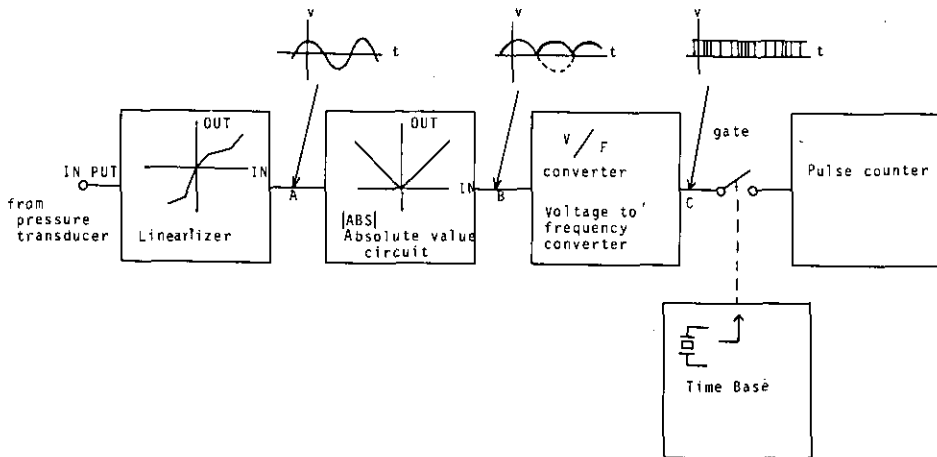 v
t
v
t
v
t
OUT
IN
IN PUT
from
pressure
transducer
Linearlizer
A
OUT
IN
|ABS|
Absolute value
circuit
B
V/F
converter
Voltage to
frequency
converter
C
gate
Pulse counter
Time Base